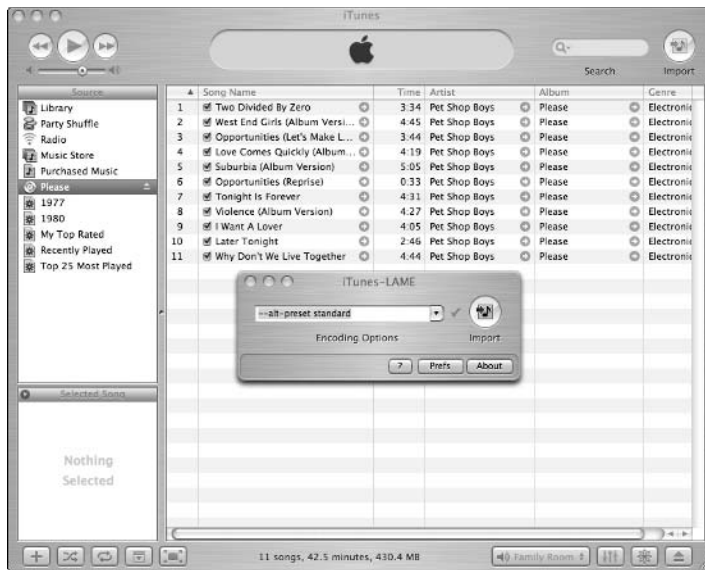 iTunes
Search
Import
Source
Library
Party Shuffle
Radio
Music Store
Purchased Music
Please
1977
1980
My Top Rated
Recently Played
Top 25 Most Played
Song Name Time Artist Album Genre
1 Two Divided By Zero 3:34 Pet Shop Boys Please Electronic
2 West End Girls (Album Versi... 4:45 Pet Shop Boys Please Electronic
3 Opportunities (Let's Make L... 3:44 Pet Shop Boys Please Electronic
4 Love Comes Quickly (Album... 4:19 Pet Shop Boys Please Electronic
5 Suburbia (Album Version) 5:05 Pet Shop Boys Please Electronic
6 Opportunities (Reprise) 0:33 Pet Shop Boys Please Electronic
7 Tonight Is Forever 4:31 Pet Shop Boys Please Electronic
8 Violence (Album Version) 4:27 Pet Shop Boys Please Electronic
9 I Want A Lover 4:05 Pet Shop Boys Please Electronic
10 Later Tonight 2:46 Pet Shop Boys Please Electronic
11 Why Don't We Live Together 4:44 Pet Shop Boys Please Electronic
iTunes-LAME
--alt-preset standard
Encoding Options
Import
? Prefs About
Selected Song
Nothing
Selected
11 songs, 42.5 minutes, 430.4 MB
Family Room